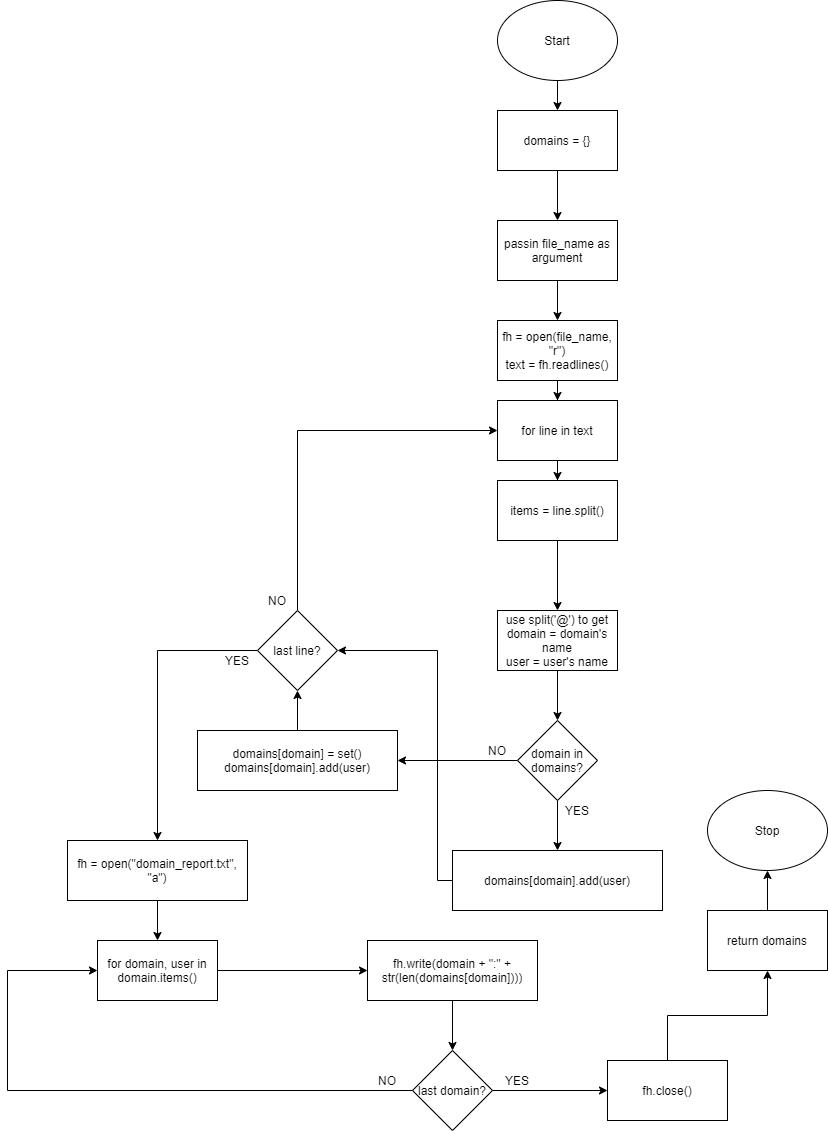 Start
domains = {}
passin file_name as
argument
fh = open(file_name,
"r")
text = fh.readlines()
for line in text
items = line.split()
use split('@') to get
domain = domain's
name
user = user's name
NO
last line?
YES
domain in
domains?
NO
YES
domains[domain] = set()
domains[domain].add(user)
domains[domain].add(user)
fh = open("domain_report.txt",
"a")
for domain, user in
domain.items()
fh.write(domain + ":" +
str(len(domains[domain])))
last domain?
NO
YES
fh.close()
return domains
Stop